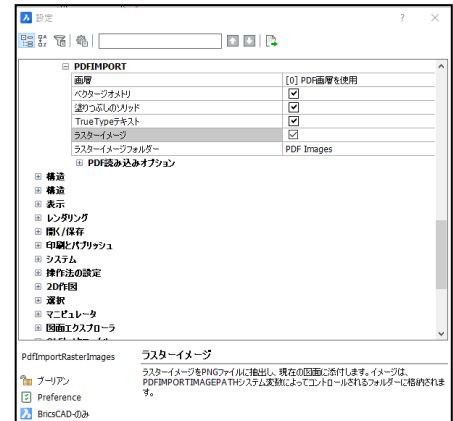 設定
PDFIMPORT
画層 [0] PDF画層を使用
ベクタージオメトリ
塗りつぶしのソリッド
TrueTypeテキスト
ラスターイメージ
ラスターイメージフォルダー PDF Images
PDF読み込みオプション
構造
構造
表示
レンダリング
開く/保存
印刷とパブリッシュ
システム
操作法の設定
2D作図
選択
マニピュレータ
図面エクスプローラ
PdfImportRasterImages
ブーリアン
Preference
BricsCADのみ
ラスターイメージ
ラスターイメージをPNGファイルに抽出し、現在の図面に添付します。イメージは、
PDFIMPORTIMAGEPATHシステム変数によってコントロールされるフォルダーに格納されま
す。